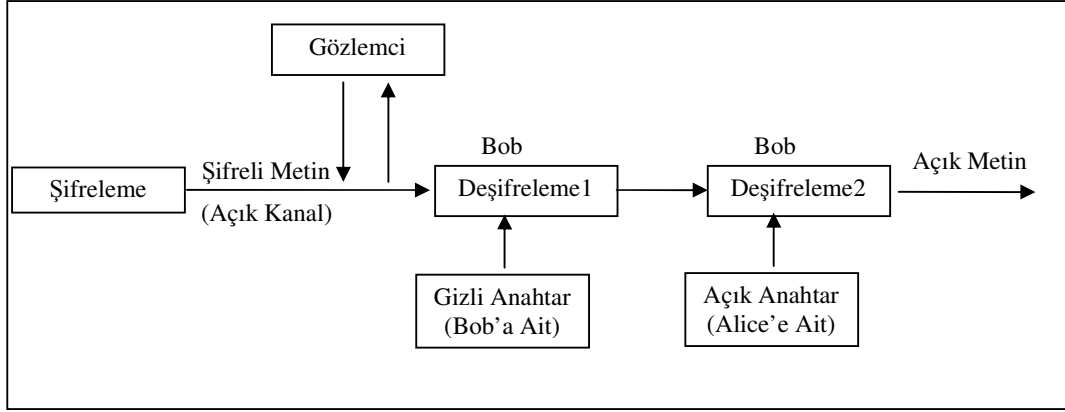 Gözlemci
Bob
Bob
Şifreleme
Şifreli Metin
(Açık Kanal)
Deşifreleme1
Deşifreleme2
Açık Metin
Gizli Anahtar
(Bob’a Ait)
Açık Anahtar
(Alice’e Ait)